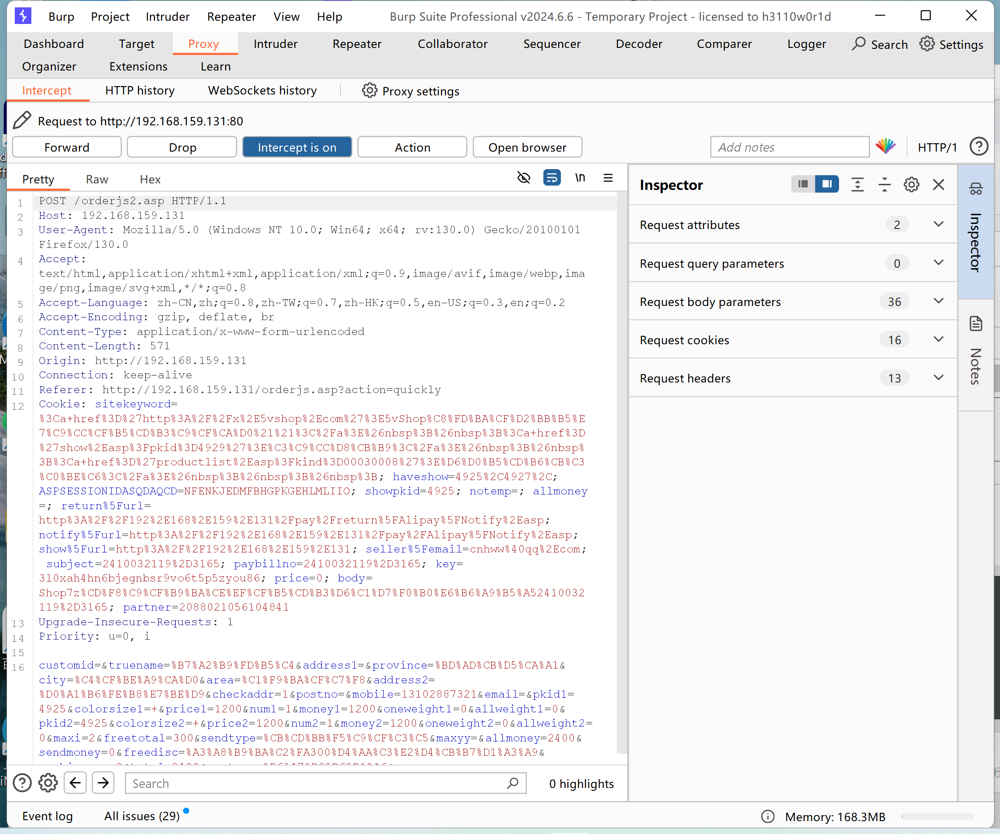 Burp Project Intruder Repeater View Help Burp Suite Professional v2024.6.6 - Temporary Project - licensed to h3110w0r1d
Dashboard Target Proxy Intruder Repeater Collaborator Sequencer Decoder Comparer Logger Search Settings
Organizer Extensions Learn
Intercept HTTP history WebSockets history Proxy settings
Request to http://192.168.159.131:80
Forward Drop Intercept is on Action Open browser Add notes HTTP/1
Pretty Raw Hex \n
1 POST /orderjs2.asp HTTP/1.1
2 Host: 192.168.159.131
3 User-Agent: Mozilla/5.0 (Windows NT 10.0; Win64; x64; rv:130.0) Gecko/20100101
Firefox/130.0
4 Accept:
text/html,application/xhtml+xml,application/xml;q=0.9,image/avif,image/webp,ima
ge/png,image/svg+xml,*/*;q=0.8
5 Accept-Language: zh-CN,zh;q=0.8,zh-TW;q=0.7,zh-HK;q=0.5,en-US;q=0.3,en;q=0.2
6 Accept-Encoding: gzip, deflate, br
7 Content-Type: application/x-www-form-urlencoded
8 Content-Length: 571
9 Origin: http://192.168.159.131
10 Connection: keep-alive
11 Referer: http://192.168.159.131/orderjs.asp?action=quickly
12 Cookie: sitekeyword=
%3Ca+href%3D%27http%3A%2F%2Fx%2E5vshop%2Ecom%27%3E5vShop%C8%FD%BA%CF%D2%BB%B5%E
7%C9%CC%CF%B5%CD%B3%C9%CF%CA%D0%21%21%3C%2Fa%3E%26nbsp%3B%26nbsp%3B%3Ca+href%3D
%27show%2Easp%3Fpkid%3D4929%27%3E%C3%C9%CC%D8%CB%B9%3C%2Fa%3E%26nbsp%3B%26nbsp%
3B%3Ca+href%3D%27productlist%2Easp%3Fkind%3D00030008%27%3E%D6%D0%B5%CD%B6%CB%C3
%C0%BE%C6%3C%2Fa%3E%26nbsp%3B%26nbsp%3B%26nbsp%3B; haveshow=4925%2C4927%2C;
ASPSESSIONIDASQDAQCD=NFENKJEDMFBHGPKGEHLMLIIO; showpkid=4925; notemp=; allmoney
=; return%5Furl=
http%3A%2F%2F192%2E168%2E159%2E131%2Fpay%2Freturn%5FAlipay%5FNotify%2Easp;
notify%5Furl=http%3A%2F%2F192%2E168%2E159%2E131%2Fpay%2FAlipay%5FNotify%2Easp;
show%5Furl=http%3A%2F%2F192%2E168%2E159%2E131; seller%5Femail=cnhww%40qq%2Ecom;
subject=2410032119%2D3165; paybillno=2410032119%2D3165; key=
3l0xah4hn6bjegnbsr9vo6t5p5zyou86; price=0; body=
Shop7z%CD%F8%C9%CF%B9%BA%CE%EF%CF%B5%CD%B3%D6%C1%D7%F0%B0%E6%B6%A9%B5%A52410032
119%2D3165; partner=2088021056104841
13 Upgrade-Insecure-Requests: 1
14 Priority: u=0, i
15
16 customid=&truename=%B7%A2%B9%FD%B5%C4&address1=&province=%BD%AD%CB%D5%CA%A1&
city=%C4%CF%BE%A9%CA%D0&area=%C1%F9%BA%CF%C7%F8&address2=
%D0%A1%B6%FE%B8%E7%BE%D9&checkaddr=1&postno=&mobile=13102887321&email=&pkid1=
4925&colorsize1=+&price1=1200&num1=1&money1=1200&oneweight1=0&allweight1=0&
pkid2=4925&colorsize2=+&price2=1200&num2=1&money2=1200&oneweight2=0&allweight2=
0&maxi=2&freetotal=300&sendtype=%CB%CD%BB%F5%C9%CF%C3%C5&maxyy=&allmoney=2400&
sendmoney=0&freedisc=%A3%A8%B9%BA%C2%FA300%D4%AA%C3%E2%D4%CB%B7%D1%A3%A9&
Search 0 highlights
Inspector
Request attributes 2
Request query parameters 0
Request body parameters 36
Request cookies 16
Request headers 13
Inspector
Notes
Event log All issues (29) Memory: 168.3MB